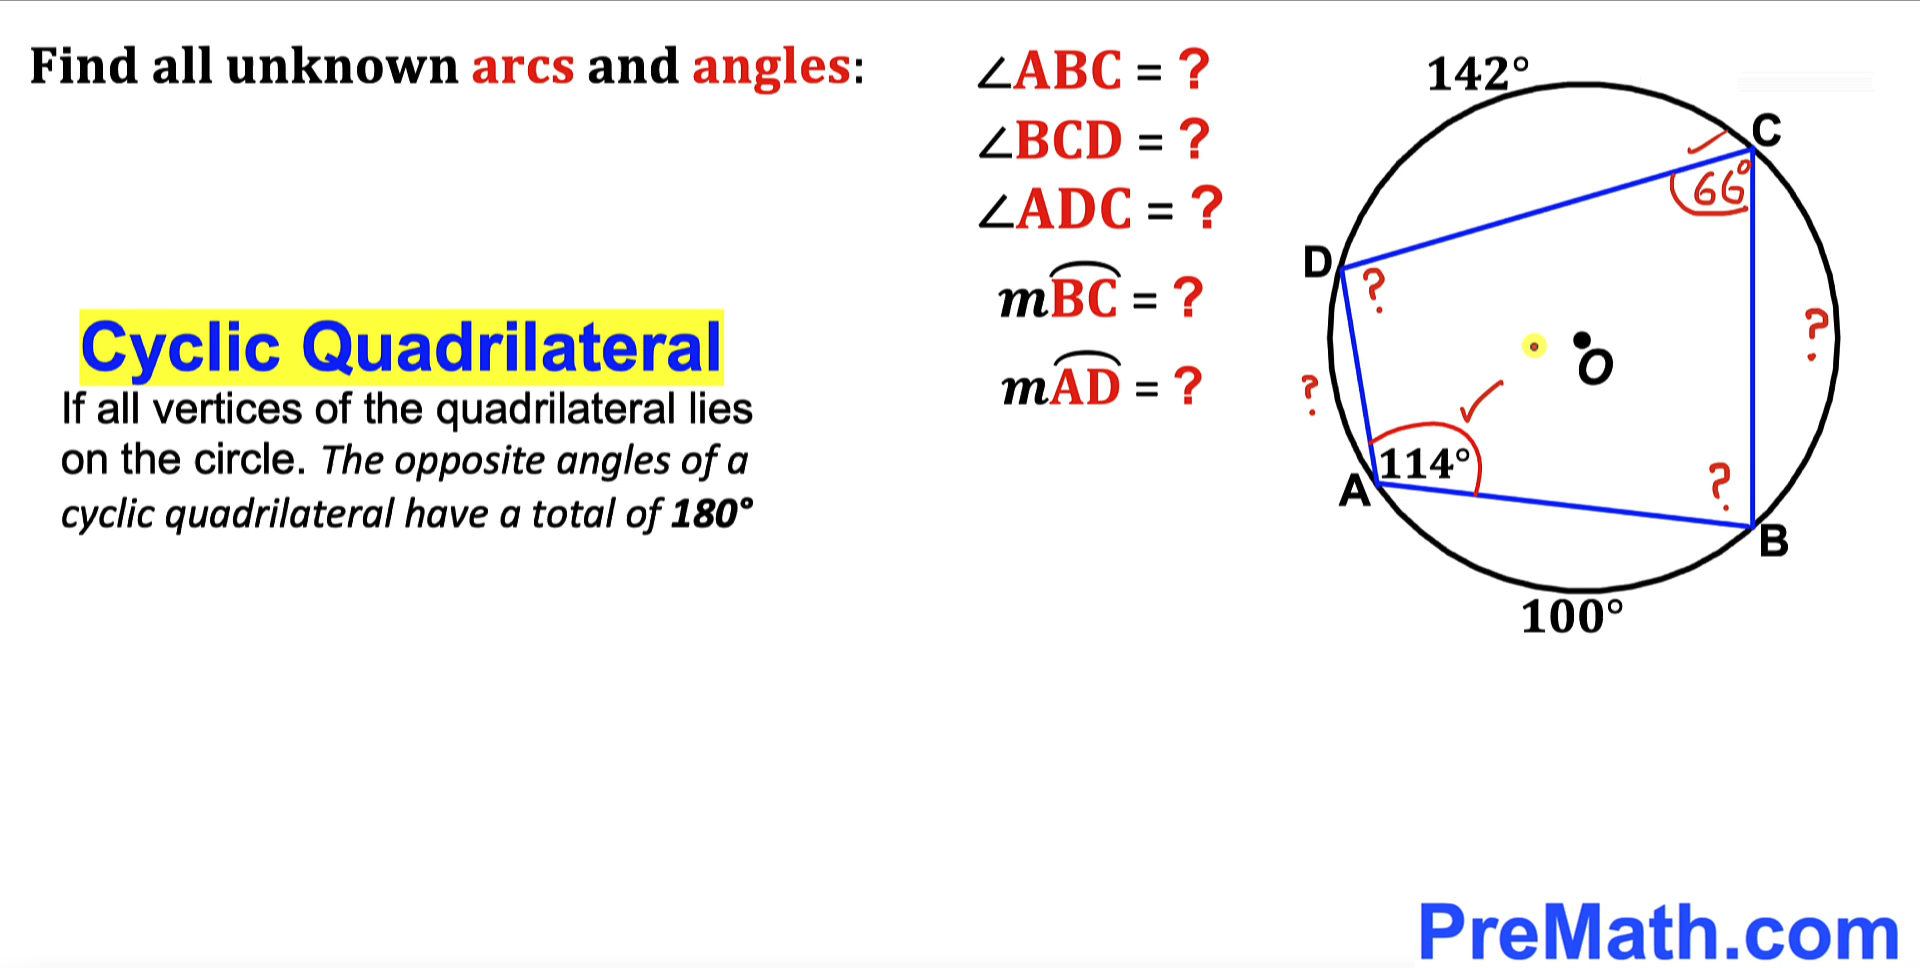 Find all unknown arcs and angles:
∠ABC = ?
∠BCD = ?
∠ADC = ?
mBC = ?
mAD = ?
Cyclic Quadrilateral
If all vertices of the quadrilateral lies
on the circle. The opposite angles of a
cyclic quadrilateral have a total of 180°
142°
C
66°
D
?
?
O
?
114°
A
?
B
100°
PreMath.com